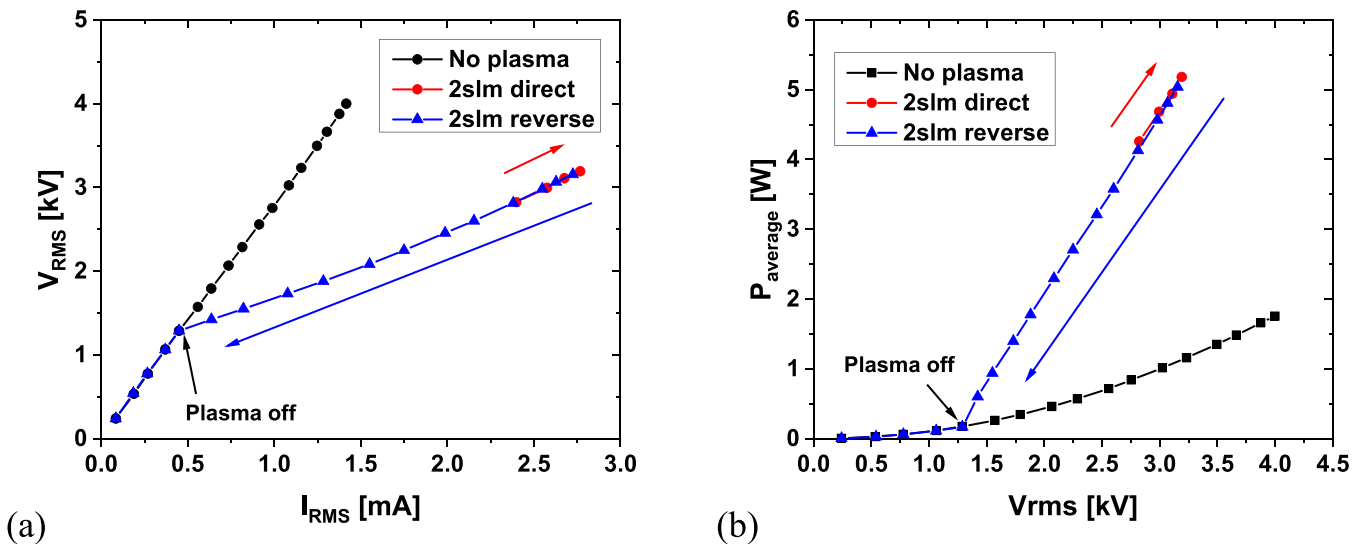 5
4
3
2
1
0
V_RMS [kV]
No plasma
2slm direct
2slm reverse
Plasma off
0.0 0.5 1.0 1.5 2.0 2.5 3.0
I_RMS [mA]
(a)
6
5
4
3
2
1
0
P_average [W]
No plasma
2slm direct
2slm reverse
Plasma off
0.0 0.5 1.0 1.5 2.0 2.5 3.0 3.5 4.0 4.5
Vrms [kV]
(b)